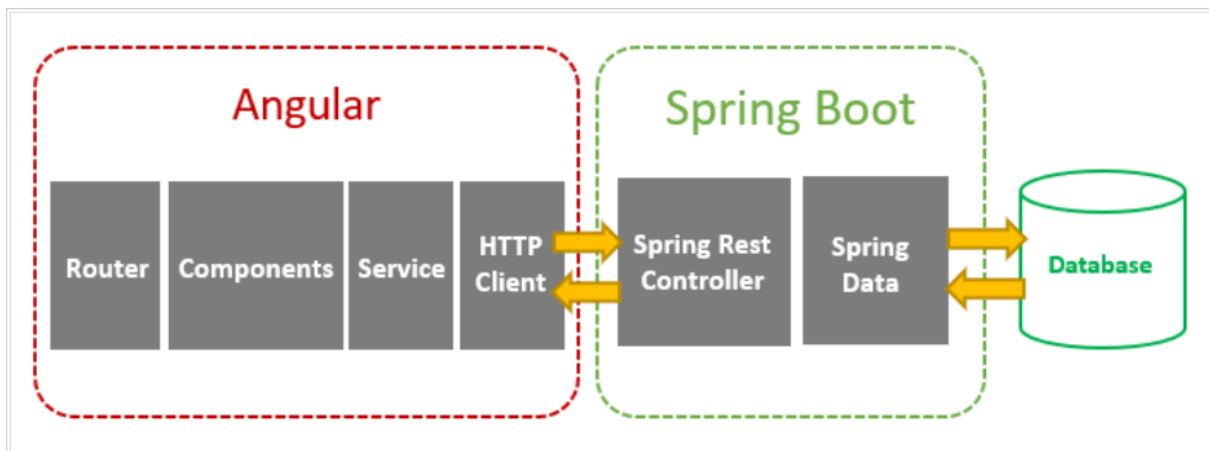 Angular
Spring Boot
Router
Components
Service
HTTP
Client
Spring Rest
Controller
Spring
Data
Database